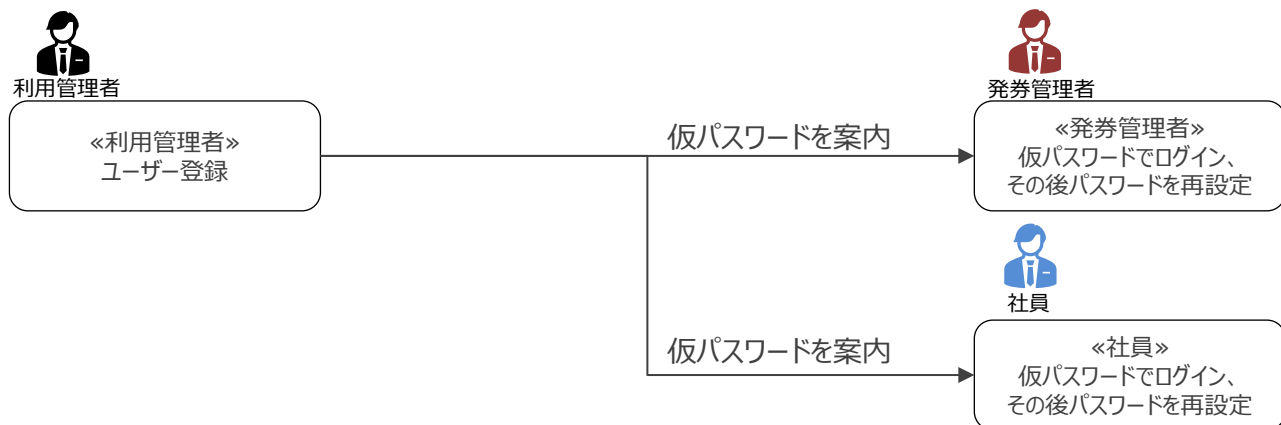 利用管理者
«利用管理者»
ユーザー登録
仮パスワードを案内
発券管理者
«発券管理者»
仮パスワードでログイン、
その後パスワードを再設定
仮パスワードを案内
社員
«社員»
仮パスワードでログイン、
その後パスワードを再設定